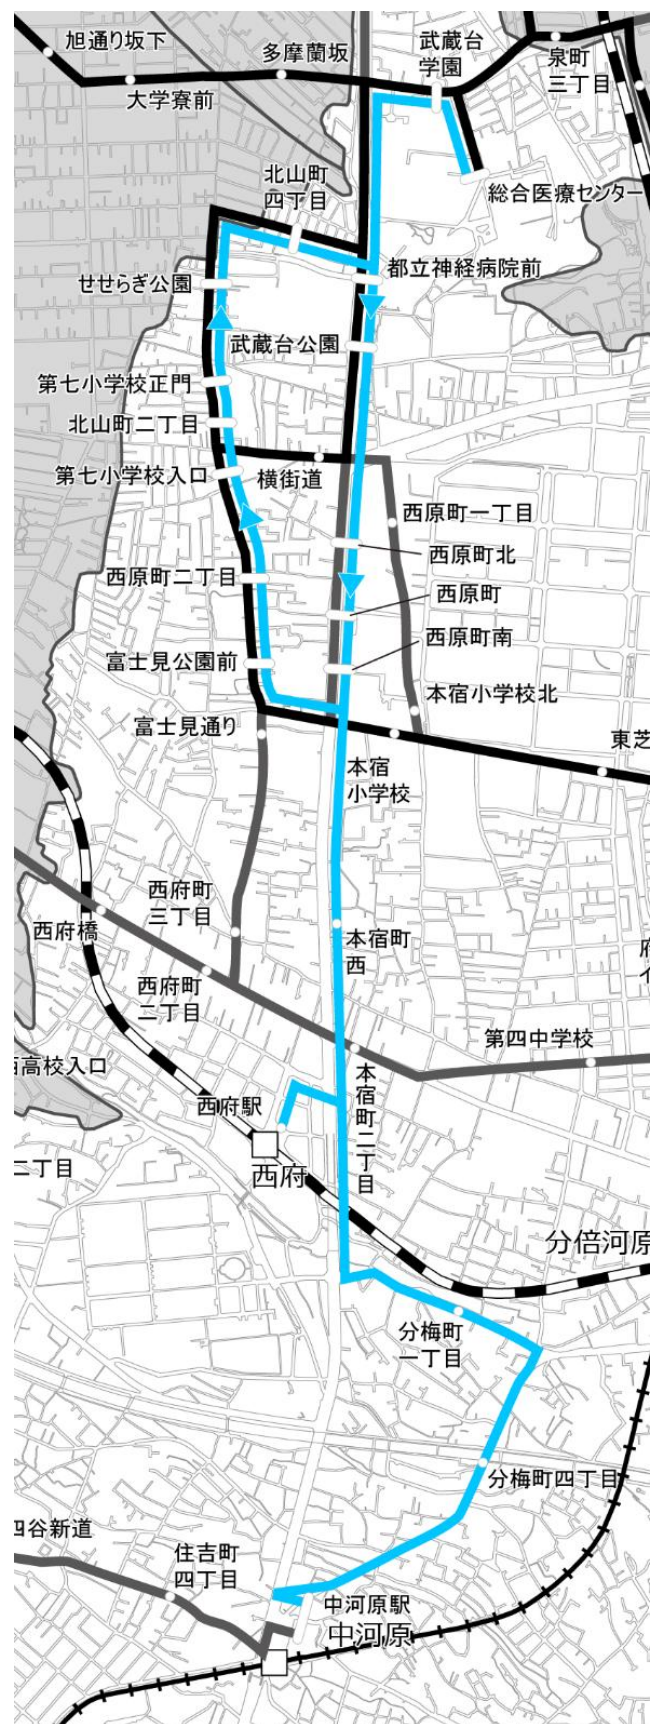 旭通り坂下
多摩蘭坂
武蔵台
学園
泉町
三丁目
大学寮前
北山町
四丁目
総合医療センター
都立神経病院前
せせらぎ公園
武蔵台公園
第七小学校正門
北山町二丁目
第七小学校入口
横街道
西原町一丁目
西原町北
西原町二丁目
西原町
西原町南
富士見公園前
本宿小学校北
富士見通り
東芝
本宿
小学校
西府町
三丁目
西府橋
本宿町
西
西府町
二丁目
第四中学校
高校入口
西府駅
本宿町二丁目
二丁目
西府
分倍河原
分梅町
一丁目
分梅町四丁目
四谷新道
住吉町
四丁目
中河原駅
中河原